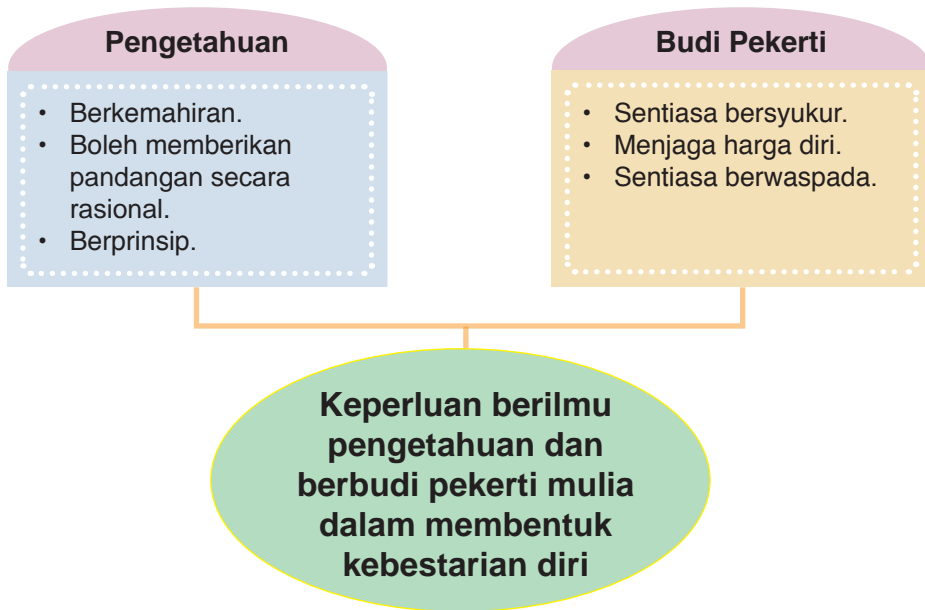 Pengetahuan
• Berkemahiran.
• Boleh memberikan
pandangan secara
rasional.
• Berprinsip.
Budi Pekerti
• Sentiasa bersyukur.
• Menjaga harga diri.
• Sentiasa berwaspada.
Keperluan berilmu
pengetahuan dan
berbudi pekerti mulia
dalam membentuk
kebestarian diri